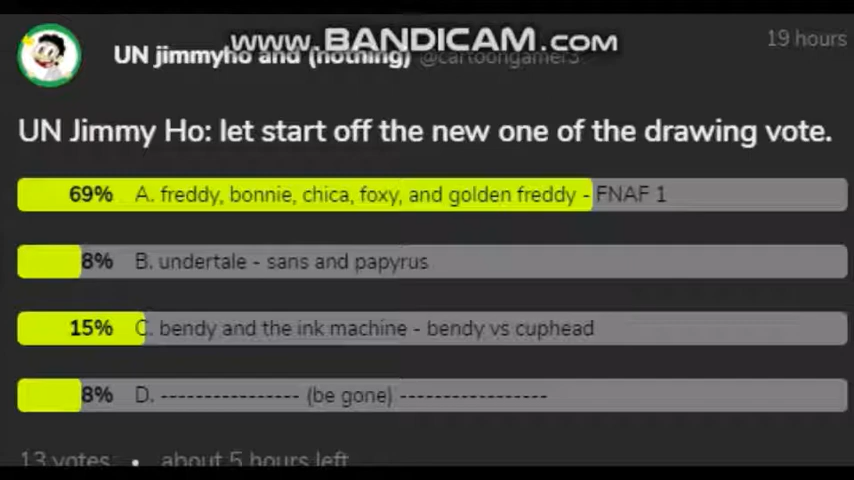 www.BANDICAM.com
UN jimmyho and (nothing) @cartoongamer3
19 hours
UN Jimmy Ho: let start off the new one of the drawing vote.
69% A. freddy, bonnie, chica, foxy, and golden freddy - FNAF 1
8% B. undertale - sans and papyrus
15% C. bendy and the ink machine - bendy vs cuphead
8% D. ---------------- (be gone) -----------------
13 votes • about 5 hours left